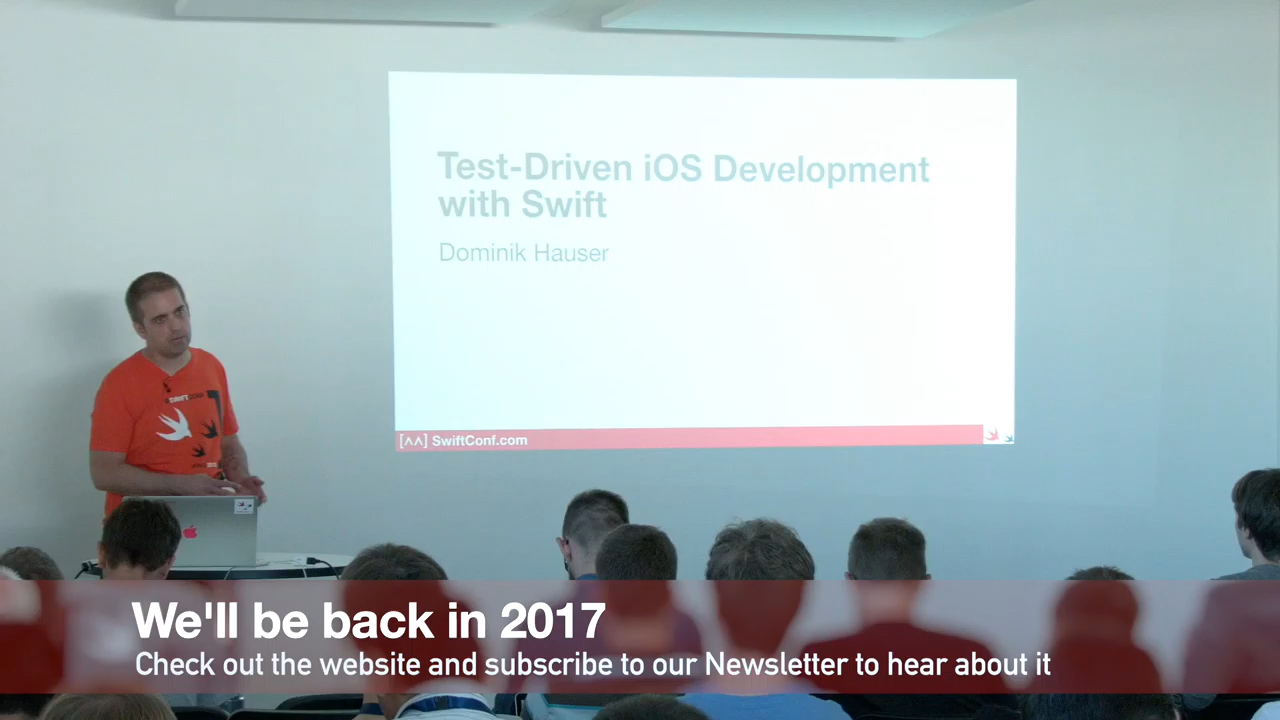 Test-Driven iOS Development
with Swift
Dominik Hauser
[^^] SwiftConf.com
We'll be back in 2017
Check out the website and subscribe to our Newsletter to hear about it